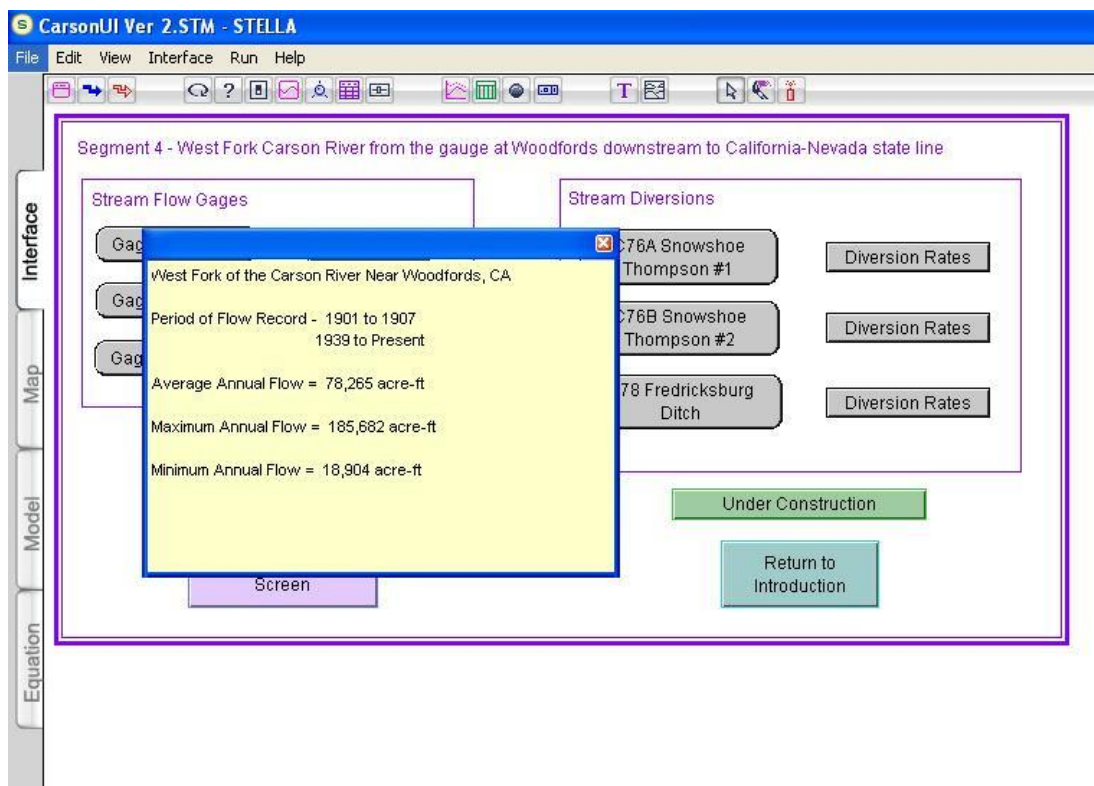 CarsonUI Ver 2.STM - STELLA
File Edit View Interface Run Help
Interface
Map
Model
Equation
Segment 4 - West Fork Carson River from the gauge at Woodfords downstream to California-Nevada state line
Stream Flow Gages
Stream Diversions
West Fork of the Carson River Near Woodfords, CA
Period of Flow Record - 1901 to 1907
1939 to Present
Average Annual Flow = 78,265 acre-ft
Maximum Annual Flow = 185,682 acre-ft
Minimum Annual Flow = 18,904 acre-ft
Snowshoe
Thompson #1
Diversion Rates
Snowshoe
Thompson #2
Diversion Rates
Fredricksburg
Ditch
Diversion Rates
Under Construction
Screen
Return to
Introduction